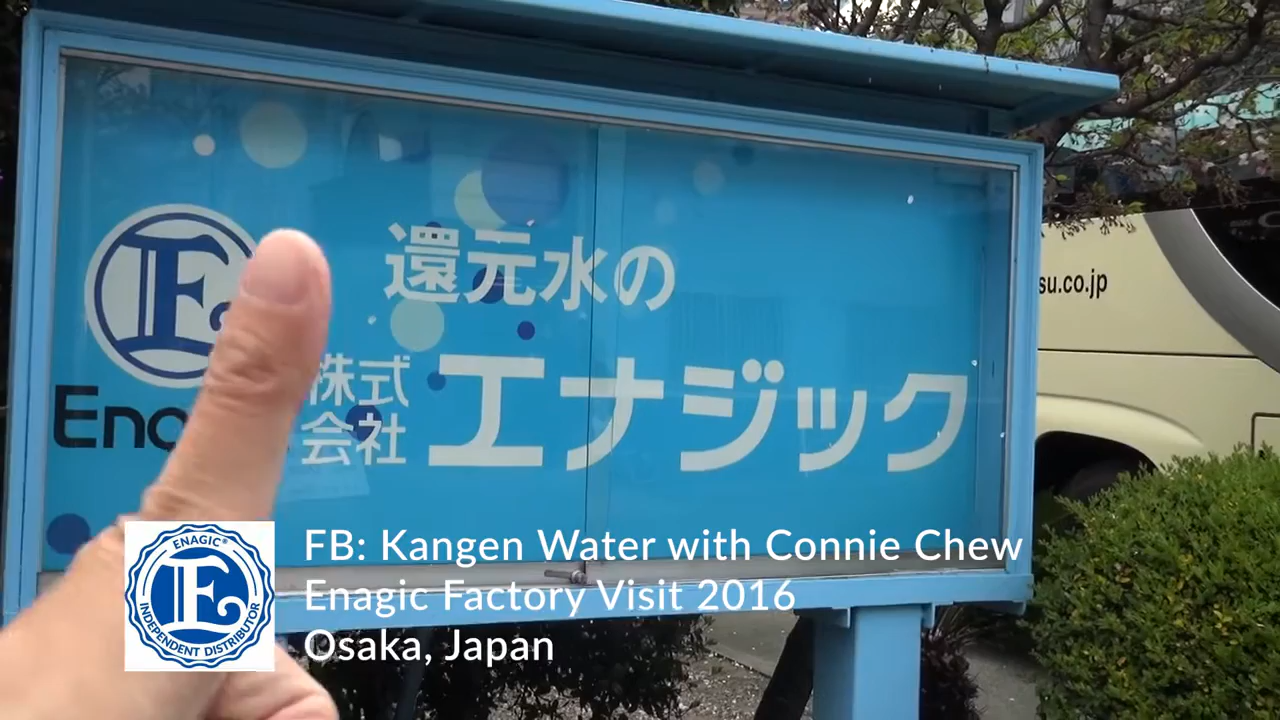 還元水の
E
株式
会社
エナジック
su.co.jp
FB: Kangen Water with Connie Chew
Enagic Factory Visit 2016
Osaka, Japan
ENAGIC®
E
INDEPENDENT DISTRIBUTOR